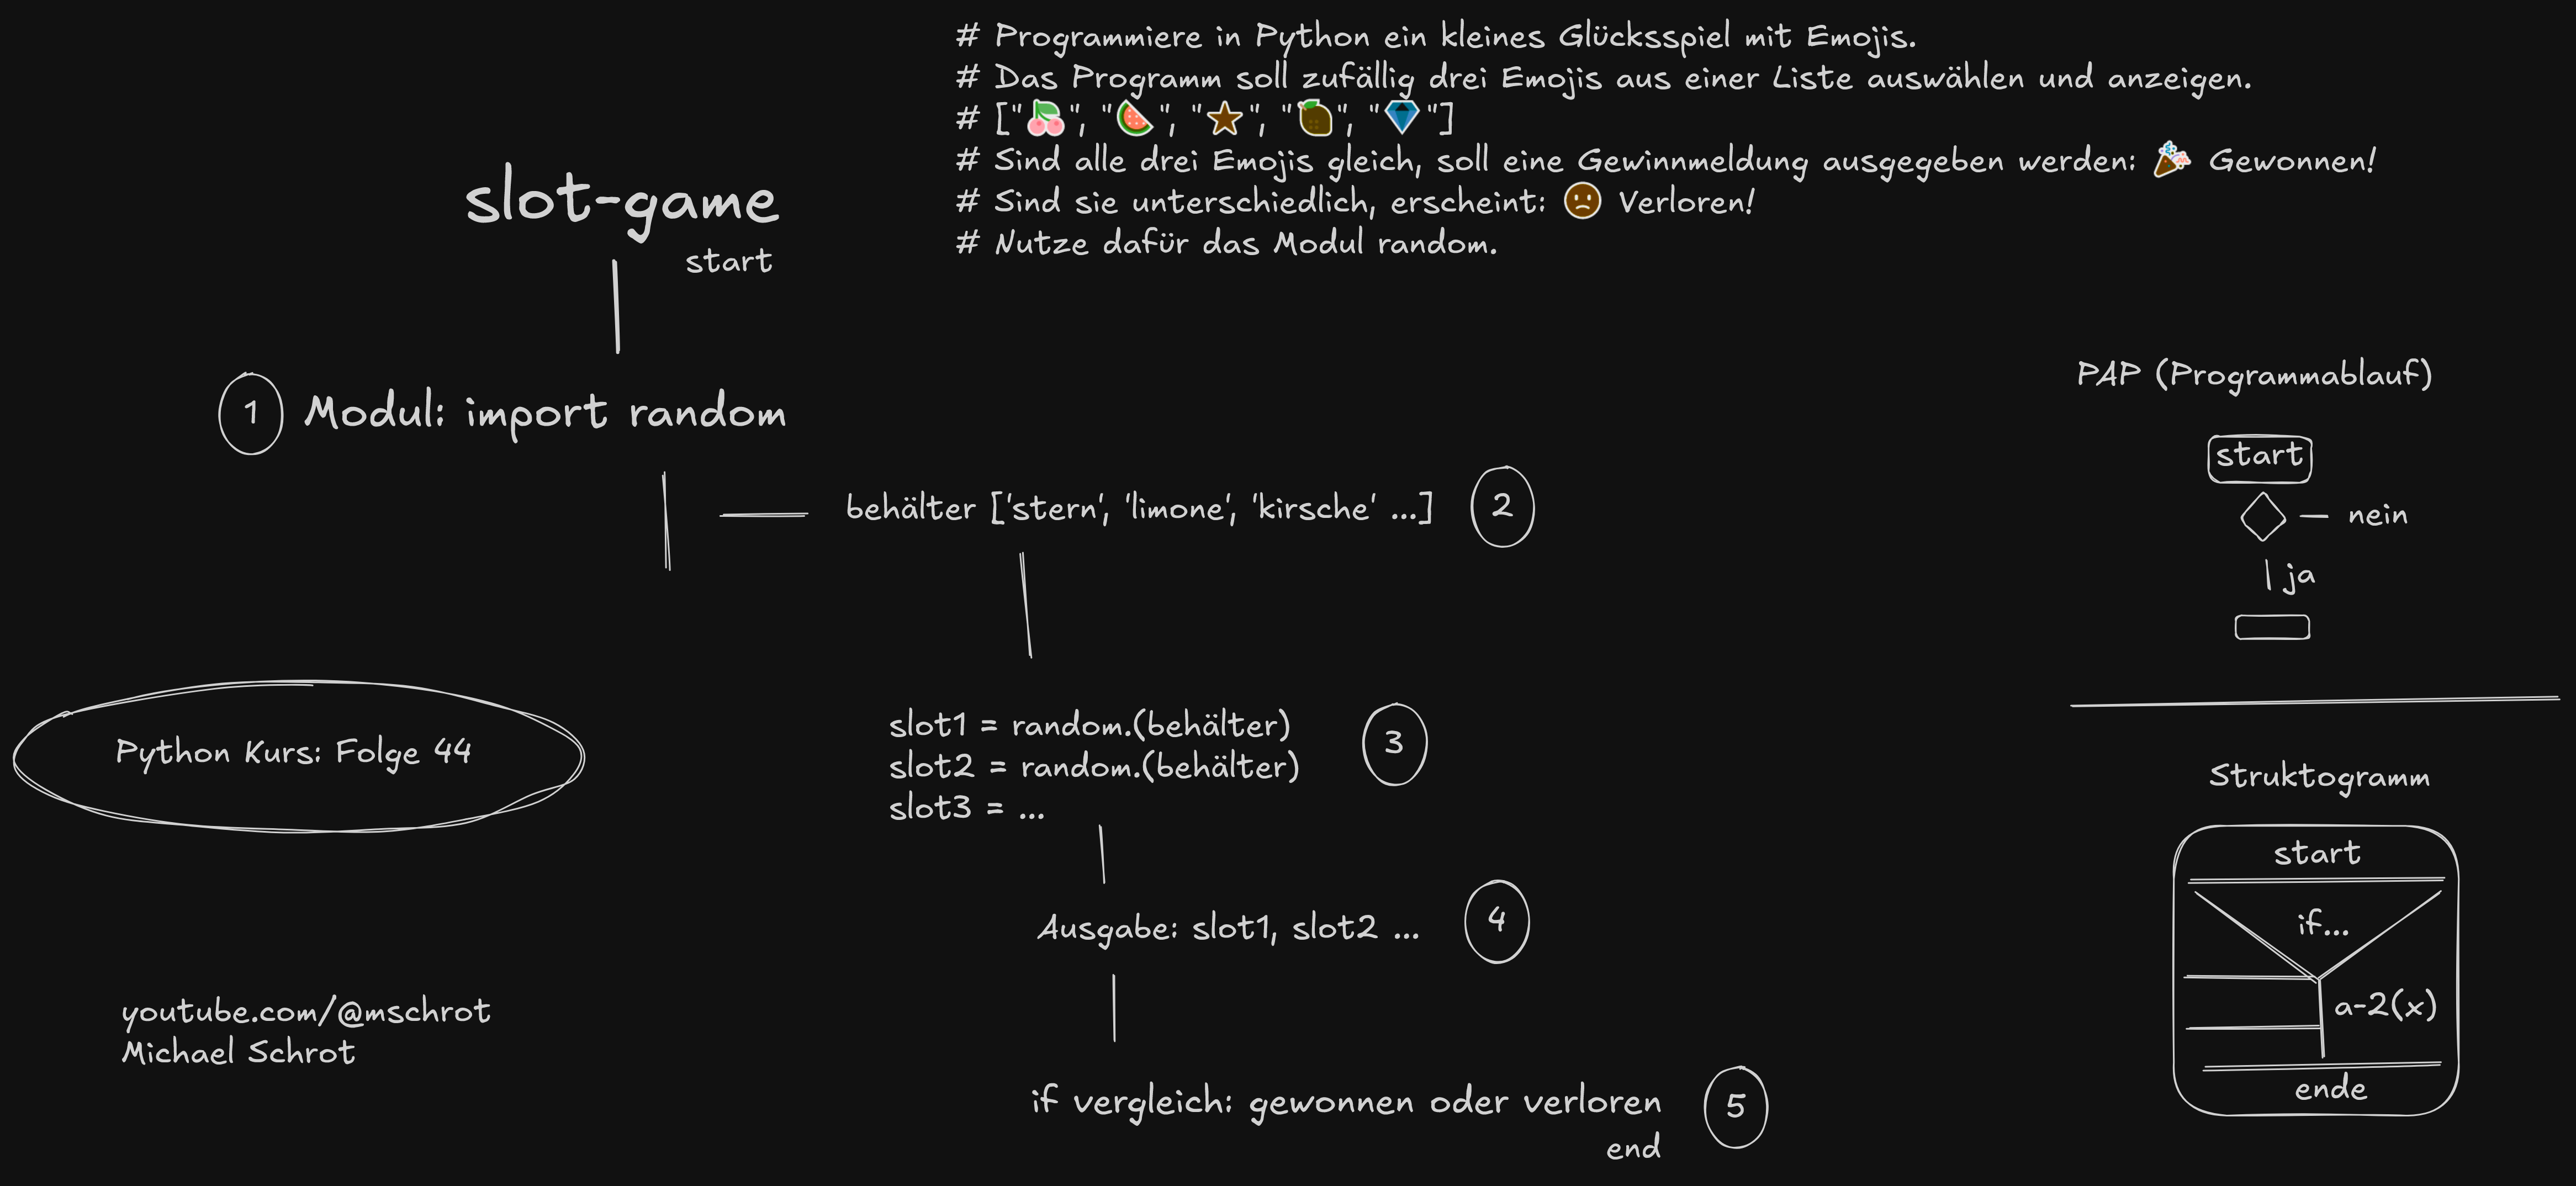 # Programmiere in Python ein kleines Glücksspiel mit Emojis.
# Das Programm soll zufällig drei Emojis aus einer Liste auswählen und anzeigen.
# ["🍒", "🍉", "⭐", "🍋", "💎"]
# Sind alle drei Emojis gleich, soll eine Gewinnmeldung ausgegeben werden: 🎉 Gewonnen!
# Sind sie unterschiedlich, erscheint: 🙁 Verloren!
# Nutze dafür das Modul random.
slot-game
start
1 Modul: import random
behälter ['stern', 'limone', 'kirsche' ...] 2
slot1 = random.(behälter)
slot2 = random.(behälter)
slot3 = ...
3
Ausgabe: slot1, slot2 ... 4
if vergleich: gewonnen oder verloren 5
end
Python Kurs: Folge 44
youtube.com/@mschrot
Michael Schrot
PAP (Programmablauf)
start
nein
ja
Struktogramm
start
if...
a-2(x)
ende